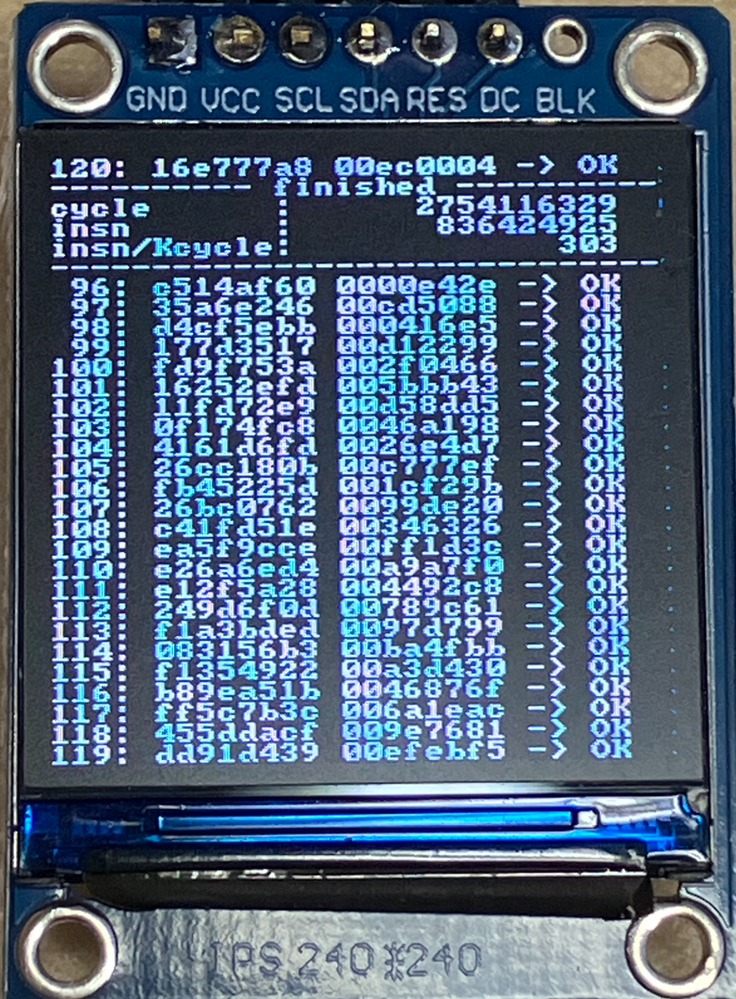 GND VCC SCL SDA RES DC BLK
120: 16e777a8 00ec0004 -> OK
---------- finished ----------
cycle : 2754116329
insn : 836424925
insn/Kcycle: 303
------------------------------
96: c514af60 0000e42e -> OK
97: 35a6e246 00cd5088 -> OK
98: d4cf5ebb 000416e5 -> OK
99: 177d3517 00d12299 -> OK
100: fd9f753a 002f0466 -> OK
101: 16252efd 005bbb43 -> OK
102: 11fd72e9 00d58dd5 -> OK
103: 0f174fc8 0046a198 -> OK
104: 4161d6fd 0026e4d7 -> OK
105: 26cc180b 00c777ef -> OK
106: fb45225d 001cf29b -> OK
107: 26bc0762 0099de20 -> OK
108: c41fd51e 00346326 -> OK
109: ea5f9cce 00ff1d3c -> OK
110: e26a6ed4 00a9a7f0 -> OK
111: e12f5a28 004492c8 -> OK
112: 249d6f0d 00789c61 -> OK
113: f1a3bded 0097d799 -> OK
114: 083156b3 00ba4fbb -> OK
115: f1354922 00a3d430 -> OK
116: b89ea51b 0046876f -> OK
117: ff5c7b3c 006a1eac -> OK
118: 455ddacf 009e7681 -> OK
119: dd91d439 00efebf5 -> OK
IPS 240※240